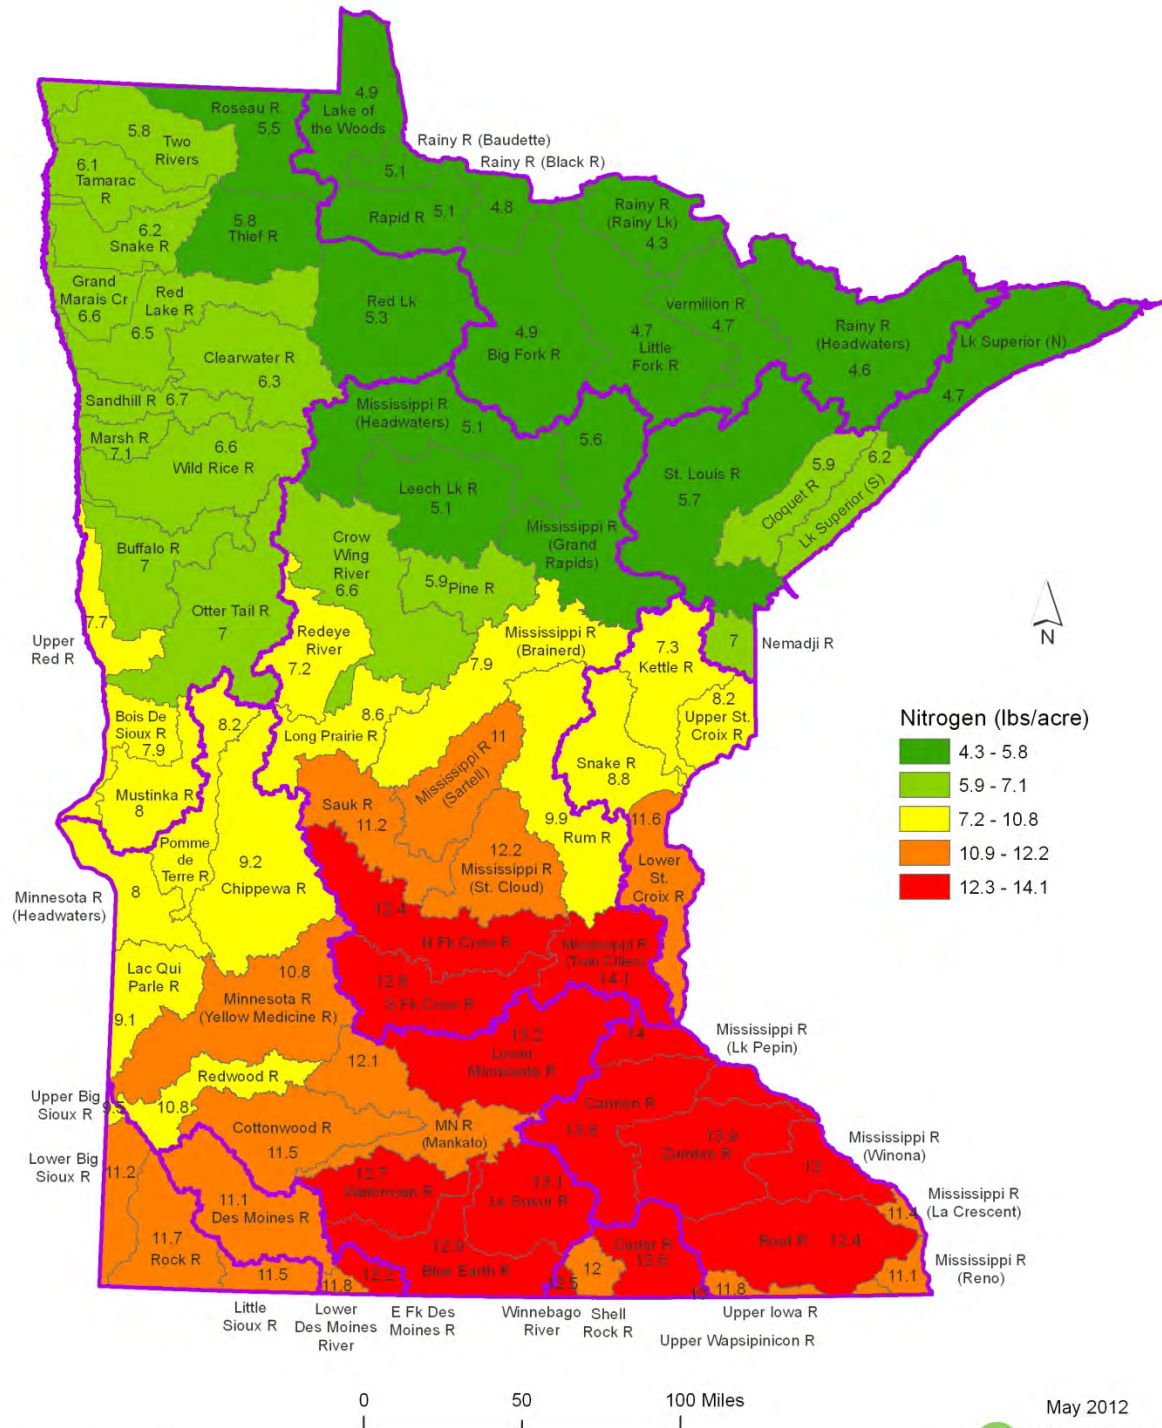 4.9
Lake of
the Woods
Roseau R
5.5
Rainy R (Baudette)
Rainy R (Black R)
5.8
Two
Rivers
6.1
Tamarac
R
5.1
Rapid R
5.1
4.8
Rainy R
(Rainy Lk)
4.3
5.8
Thief R
6.2
Snake R
Grand
Marais Cr
6.6
Red
Lake R
6.5
Red Lk
5.3
4.9
Big Fork R
4.7
Little
Fork R
Vermilion R
4.7
Rainy R
(Headwaters)
4.6
Lk Superior (N)
4.7
Clearwater R
6.3
Sandhill R
6.7
Marsh R
7.1
6.6
Wild Rice R
Mississippi R
(Headwaters)
5.1
5.6
Leech Lk R
5.1
Mississippi R
(Grand
Rapids)
St. Louis R
5.7
5.9
Cloquet R
6.2
Lk Superior (S)
Buffalo R
7
Crow
Wing
River
6.6
5.9
Pine R
Otter Tail R
7
7.7
Upper
Red R
Redeye
River
7.2
Mississippi R
(Brainerd)
7.9
7.3
Kettle R
7
Nemadji R
N
Bois De
Sioux R
7.9
8.2
8.6
Long Prairie R
8.2
Upper St.
Croix R
Mustinka R
8
Snake R
8.8
11
Mississippi R
(Sartell)
Sauk R
11.2
9.9
Rum R
11.6
Lower
St.
Croix R
Pomme
de
Terre R
9.2
Chippewa R
12.2
Mississippi R
(St. Cloud)
Minnesota R
(Headwaters)
8
12.4
N Fk Crow R
Mississippi R
(Twin Cities)
14.1
12.8
S Fk Crow R
Lac Qui
Parle R
9.1
10.8
Minnesota R
(Yellow Medicine R)
13.2
Lower
Minnesota R
14
Mississippi R
(Lk Pepin)
12.1
Redwood R
10.8
Upper Big
Sioux R
9.5
Cottonwood R
11.5
MN R
(Mankato)
Cannon R
13.8
13.9
Zumbro R
13
Mississippi R
(Winona)
Lower Big
Sioux R
11.2
11.1
Des Moines R
12.7
Watonwan R
13.1
Le Sueur R
11.4
Mississippi R
(La Crescent)
11.7
Rock R
12.9
Blue Earth R
Cedar R
12.6
Root R
12.4
11.1
Mississippi R
(Reno)
11.5
11.8
12.2
12.5
12
11.8
Little
Sioux R
Lower
Des Moines
River
E Fk Des
Moines R
Winnebago
River
Shell
Rock R
Upper Iowa R
Upper Wapsipinicon R
Nitrogen (lbs/acre)
4.3 - 5.8
5.9 - 7.1
7.2 - 10.8
10.9 - 12.2
12.3 - 14.1
0 50 100 Miles
May 2012